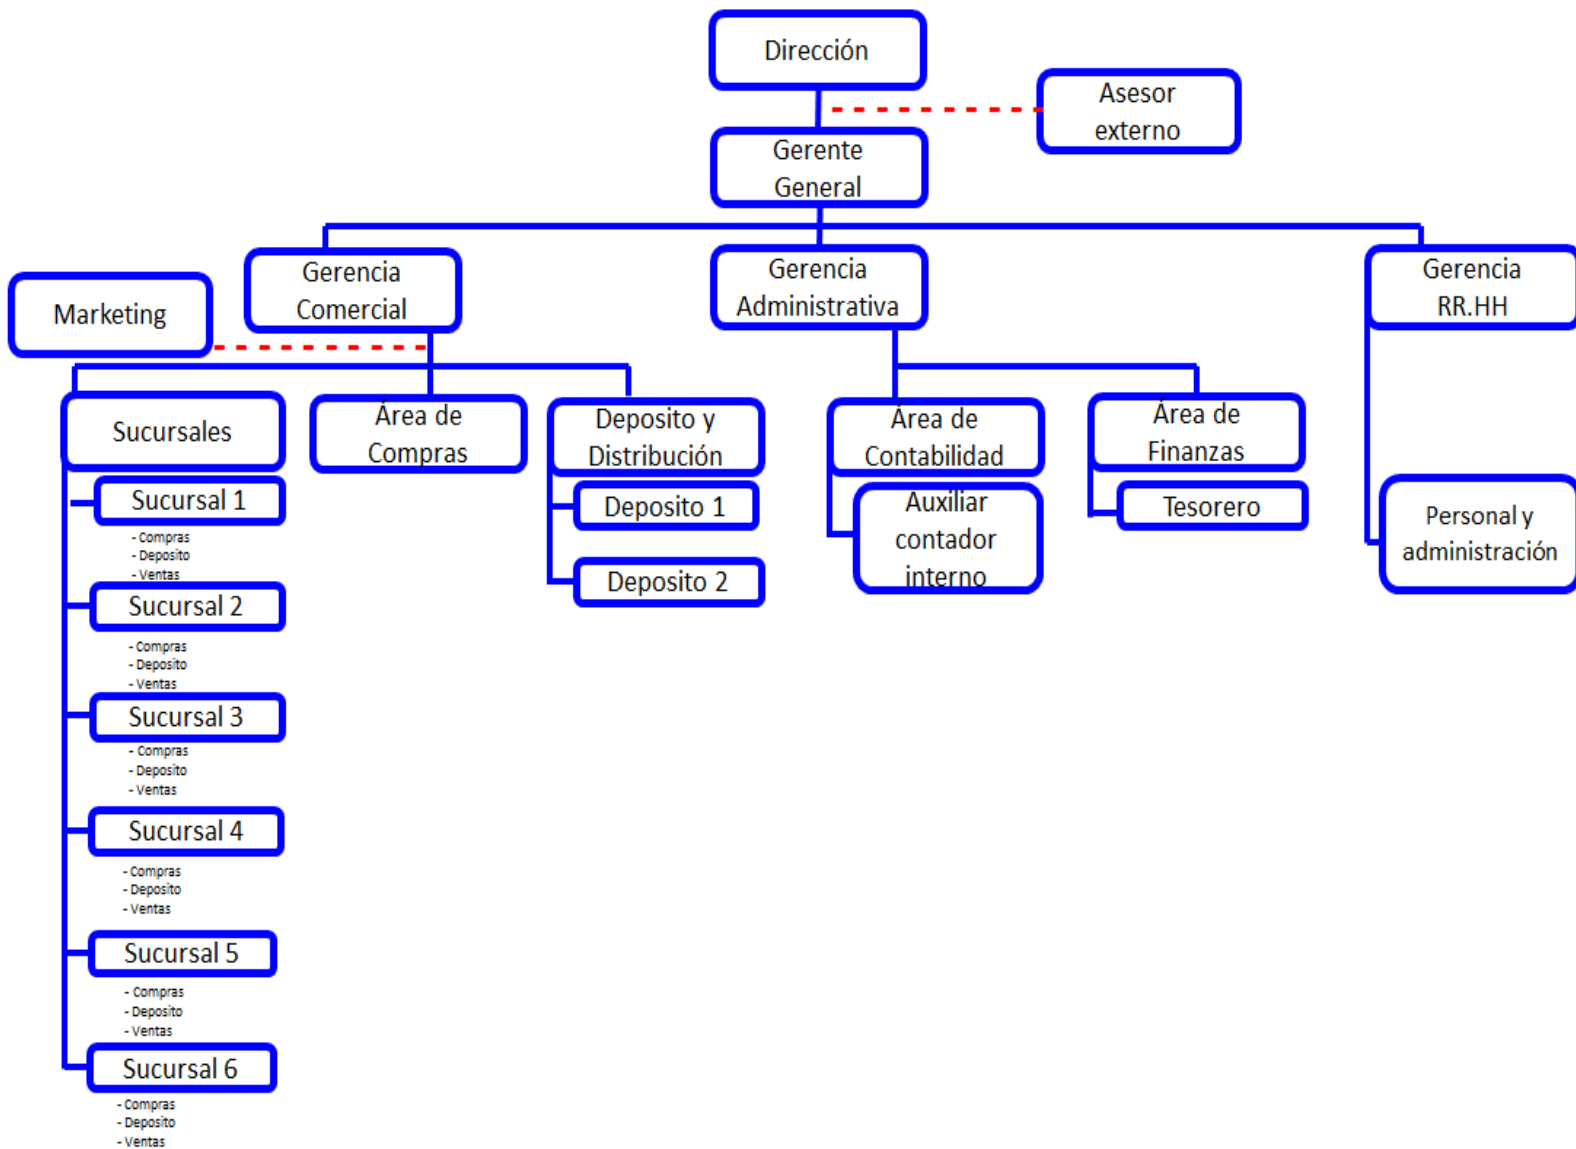 Dirección
Asesor
externo
Gerente
General
Gerencia
Comercial
Gerencia
Administrativa
Gerencia
RR.HH
Marketing
Sucursales
Área de
Compras
Deposito y
Distribución
Área de
Contabilidad
Área de
Finanzas
Sucursal 1
- Compras
- Deposito
- Ventas
Sucursal 2
- Compras
- Deposito
- Ventas
Sucursal 3
- Compras
- Deposito
- Ventas
Sucursal 4
- Compras
- Deposito
- Ventas
Sucursal 5
- Compras
- Deposito
- Ventas
Sucursal 6
- Compras
- Deposito
- Ventas
Deposito 1
Deposito 2
Auxiliar
contador
interno
Tesorero
Personal y
administración